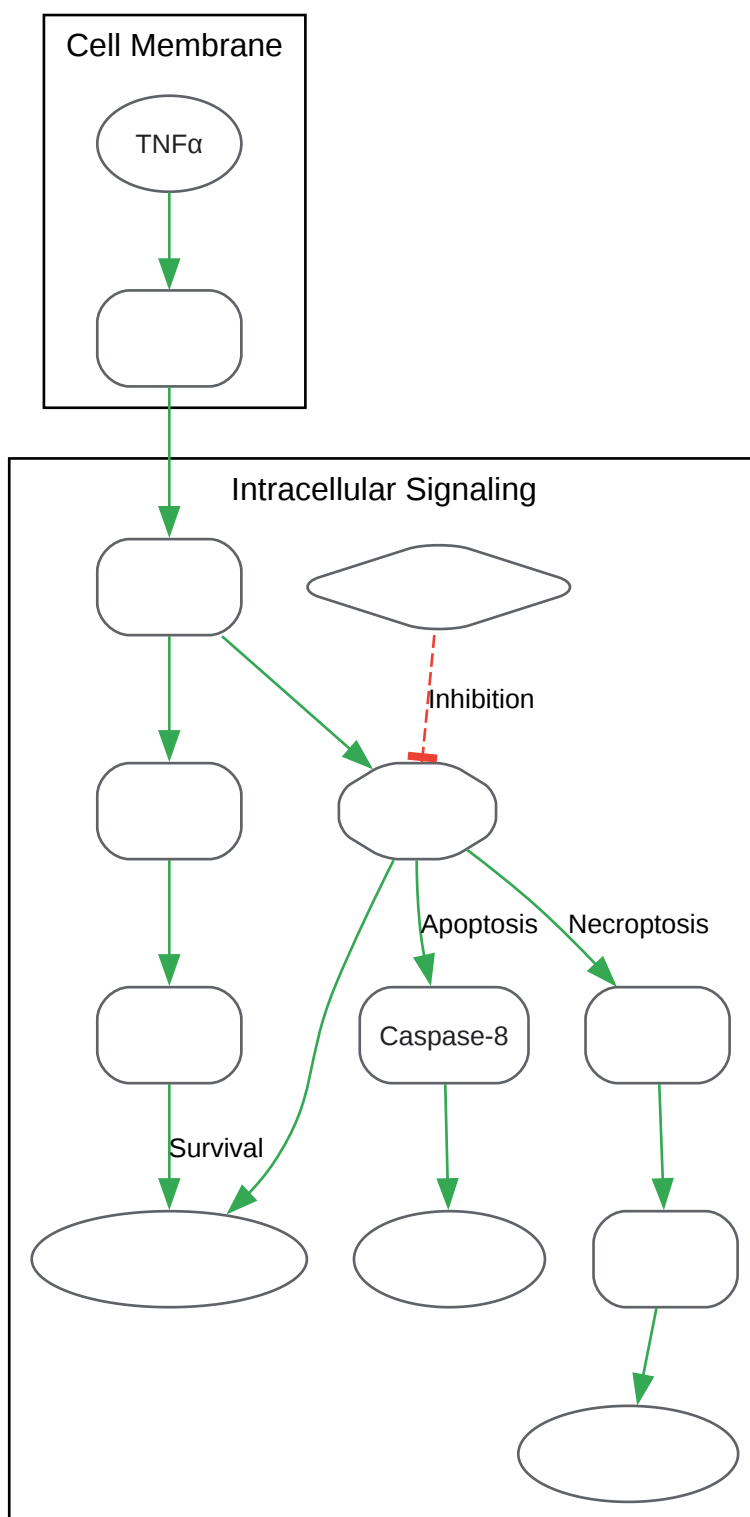 Cell Membrane
TNFα
Intracellular Signaling
Inhibition
Apoptosis
Necroptosis
Caspase-8
Survival